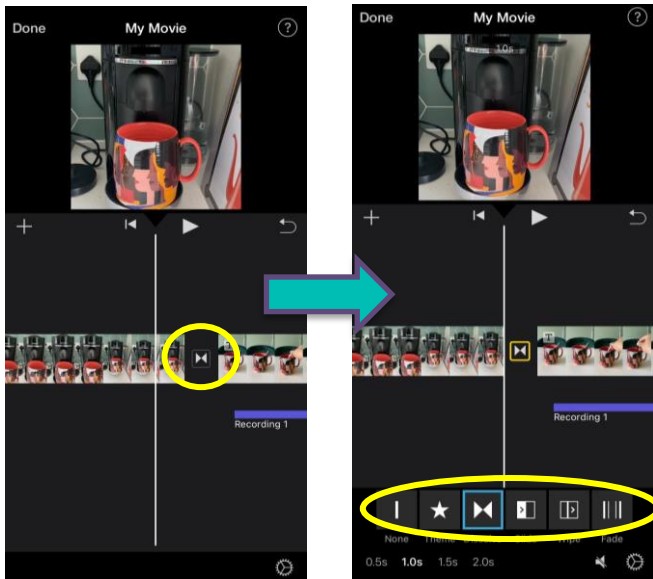 Done My Movie ?
T
Recording 1
Done My Movie ?
1.0s
T
Recording 1
None Theme Wipe Fade
0.5s 1.0s 1.5s 2.0s